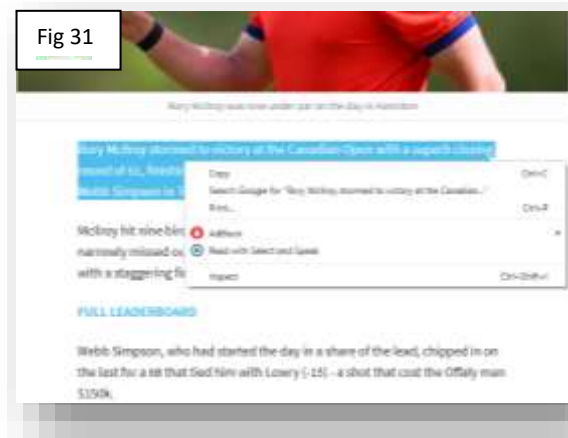 Fig 31
Rory McIlroy was nine under par on the day in Hamilton
Rory McIlroy stormed to victory at the Canadian Open with a superb closing
round of 61, finishing
Webb Simpson in
Copy Ctrl+C
Search Google for "Rory McIlroy stormed to victory at the Canadian..."
Print... Ctrl+P
McIlroy hit nine
AdBlock
narrowly missed
Read with Select and Speak
with a staggering
Inspect Ctrl+Shift+I
FULL LEADERBOARD
Webb Simpson, who had started the day in a share of the lead, chipped in on
the last for a 68 that tied him with Lowry (-15) - a shot that cost the Offaly man
$150k.